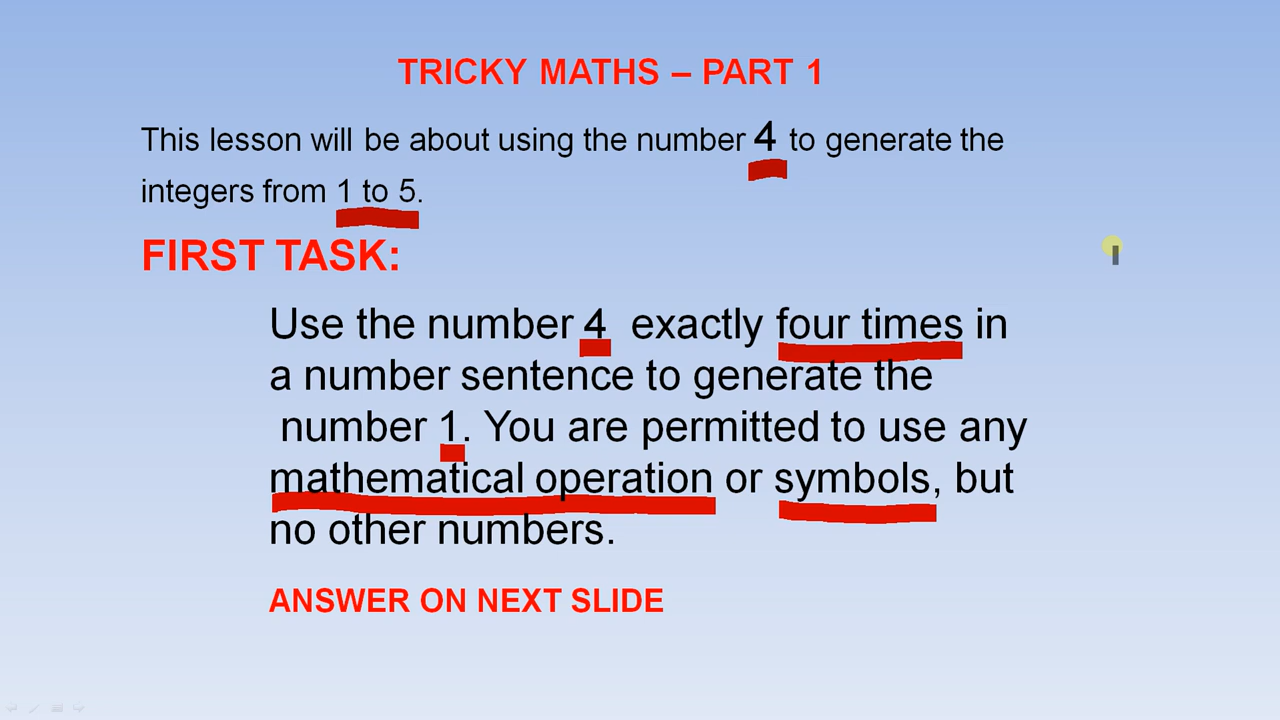 TRICKY MATHS – PART 1
This lesson will be about using the number 4 to generate the
integers from 1 to 5.
FIRST TASK:
Use the number 4 exactly four times in
a number sentence to generate the
number 1. You are permitted to use any
mathematical operation or symbols, but
no other numbers.
ANSWER ON NEXT SLIDE